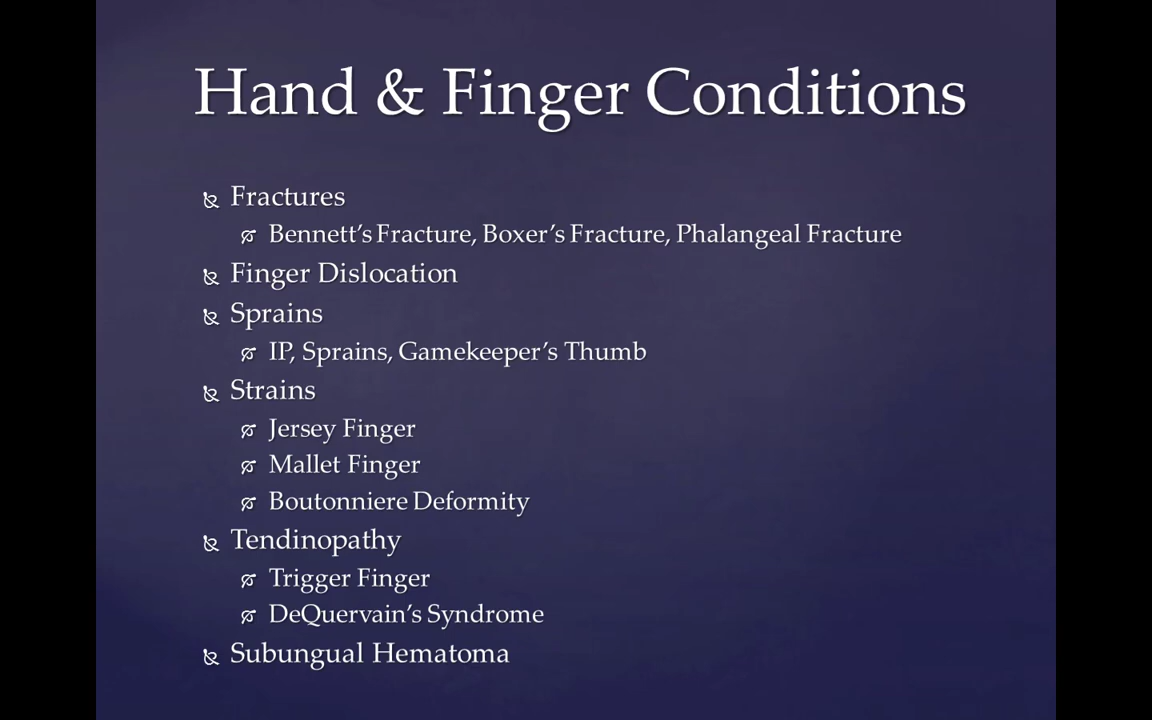 Hand & Finger Conditions
Fractures
Bennett's Fracture, Boxer's Fracture, Phalangeal Fracture
Finger Dislocation
Sprains
IP, Sprains, Gamekeeper's Thumb
Strains
Jersey Finger
Mallet Finger
Boutonniere Deformity
Tendinopathy
Trigger Finger
DeQuervain's Syndrome
Subungual Hematoma